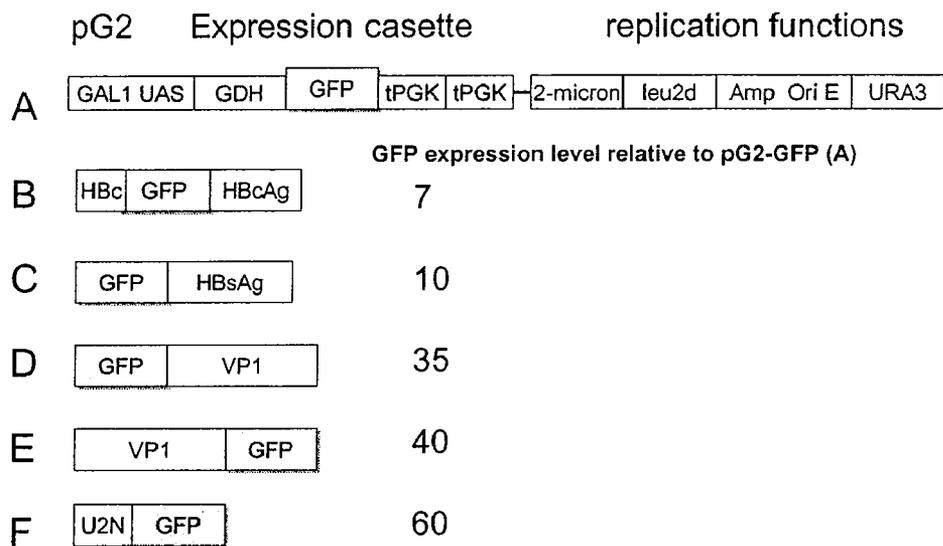 pG2 Expression casette replication functions
A GAL1 UAS GDH GFP tPGK tPGK 2-micron leu2d Amp Ori E URA3
GFP expression level relative to pG2-GFP (A)
B HBc GFP HBcAg 7
C GFP HBsAg 10
D GFP VP1 35
E VP1 GFP 40
F U2N GFP 60